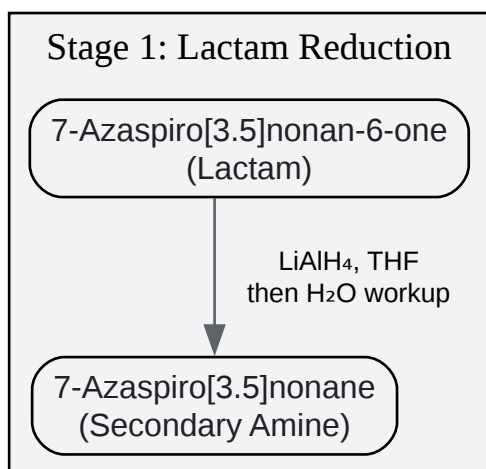 Stage 1: Lactam Reduction
7-Azaspiro[3.5]nonan-6-one
(Lactam)
LiAlH₄, THF
then H₂O workup
7-Azaspiro[3.5]nonane
(Secondary Amine)